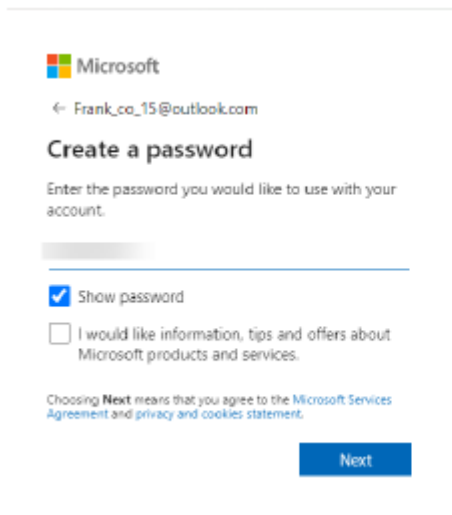 Microsoft
← Frank_co_15@outlook.com
Create a password
Enter the password you would like to use with your
account.
Show password
I would like information, tips and offers about
Microsoft products and services.
Choosing Next means that you agree to the Microsoft Services
Agreement and privacy and cookies statement.
Next